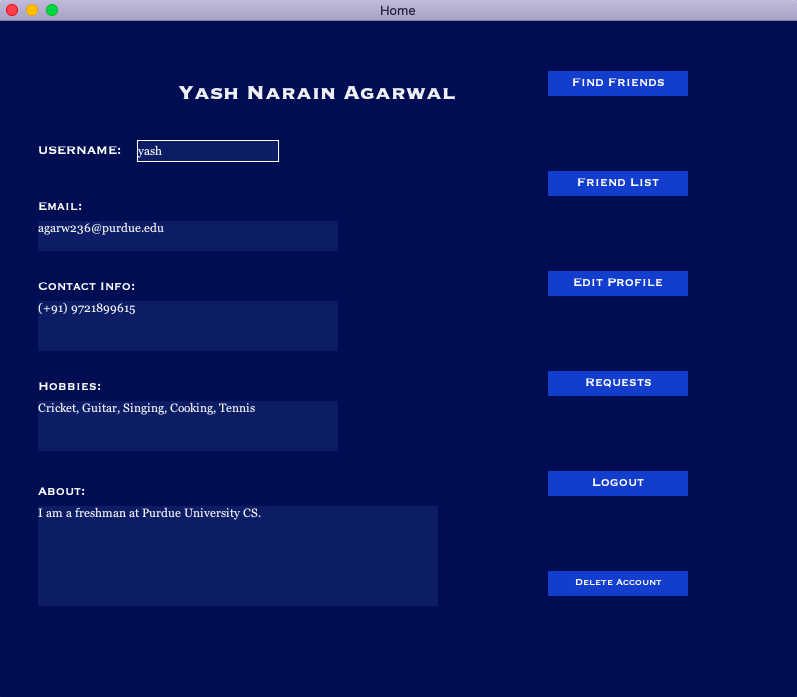 Home
Yash Narain Agarwal
Find Friends
USERNAME: yash
Friend List
Email:
agarw236@purdue.edu
Contact Info:
Edit Profile
(+91) 9721899615
Hobbies:
Requests
Cricket, Guitar, Singing, Cooking, Tennis
Logout
About:
I am a freshman at Purdue University CS.
Delete Account